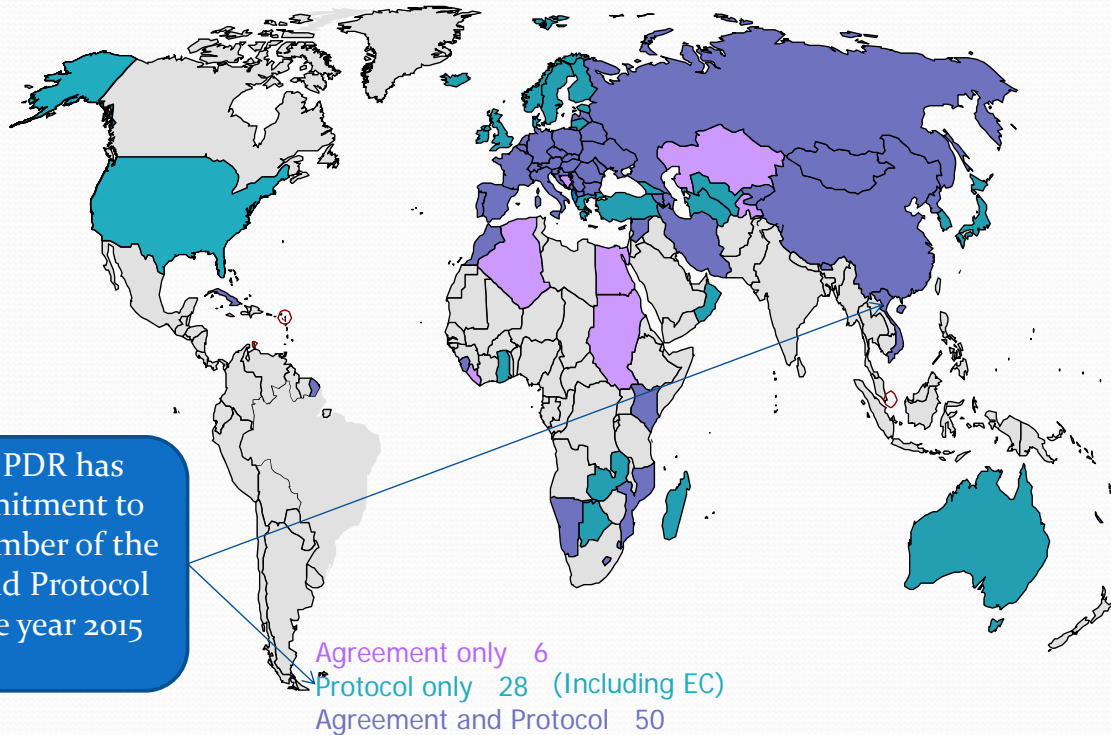 PDR has
mitment to
mber of the
d Protocol
e year 2015
Agreement only 6
Protocol only 28 (Including EC)
Agreement and Protocol 50